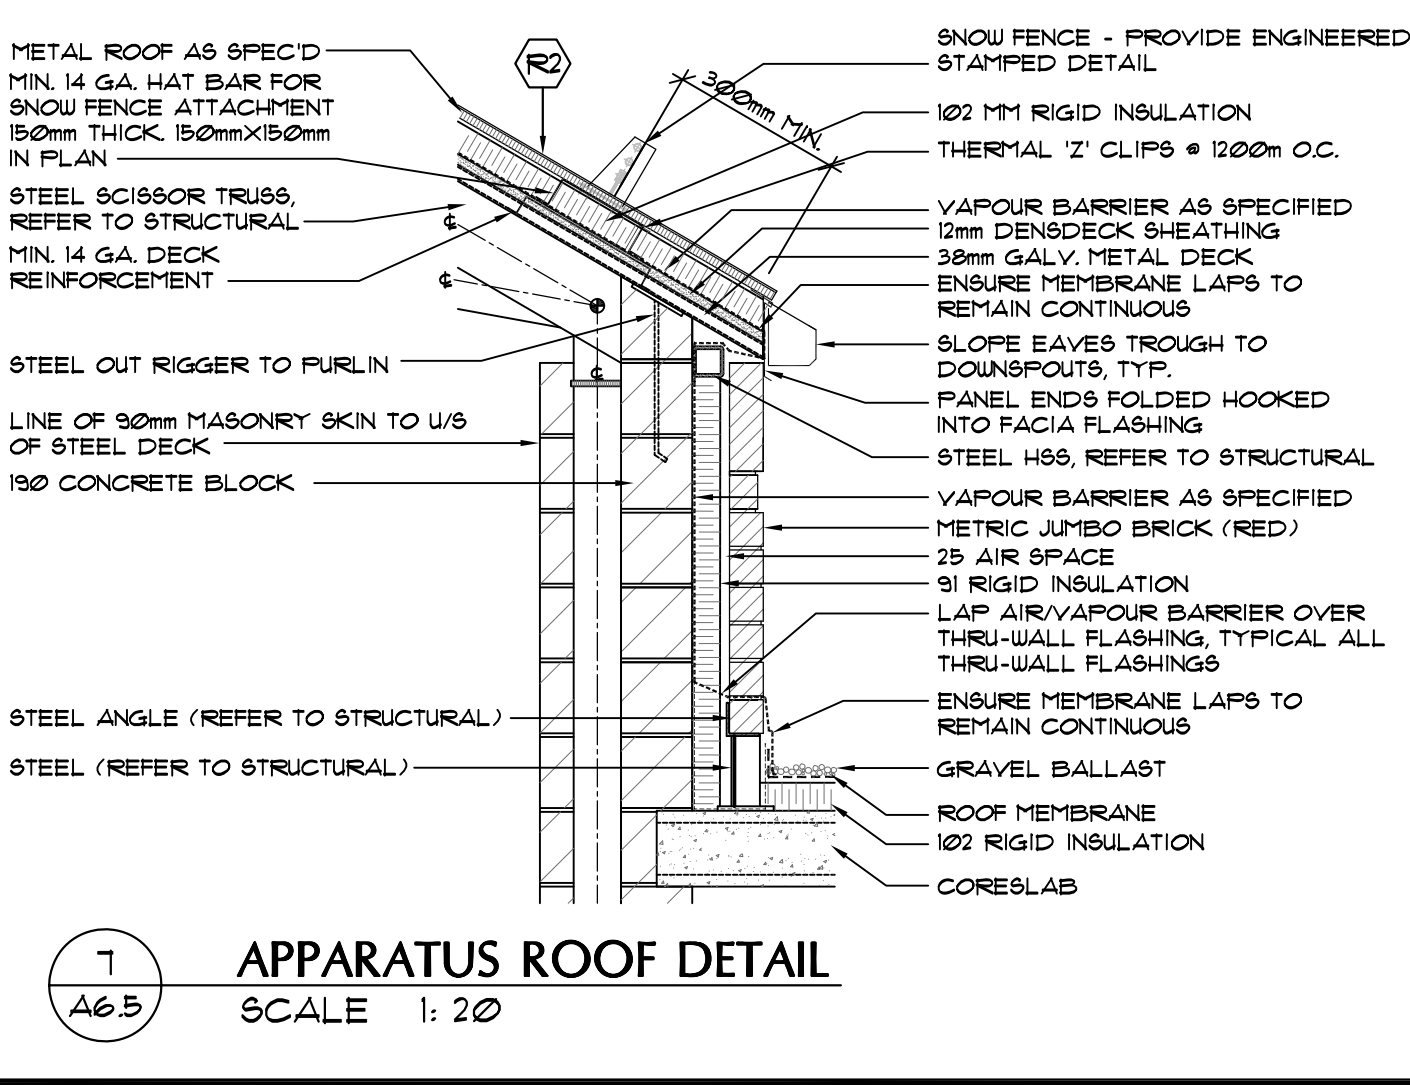 METAL ROOF AS SPEC'D
MIN. 14 GA. HAT BAR FOR
SNOW FENCE ATTACHMENT
150mm THICK. 150mmX150mm
IN PLAN
STEEL SCISSOR TRUSS,
REFER TO STRUCTURAL
MIN. 14 GA. DECK
REINFORCEMENT
STEEL OUT RIGGER TO PURLIN
LINE OF 90mm MASONRY SKIN TO U/S
OF STEEL DECK
190 CONCRETE BLOCK
STEEL ANGLE (REFER TO STRUCTURAL)
STEEL (REFER TO STRUCTURAL)
R2
300mm MIN.
℄
℄
℄
SNOW FENCE - PROVIDE ENGINEERED
STAMPED DETAIL
102 MM RIGID INSULATION
THERMAL 'Z' CLIPS @ 1200m O.C.
VAPOUR BARRIER AS SPECIFIED
12mm DENSDECK SHEATHING
38mm GALV. METAL DECK
ENSURE MEMBRANE LAPS TO
REMAIN CONTINUOUS
SLOPE EAVES TROUGH TO
DOWNSPOUTS, TYP.
PANEL ENDS FOLDED HOOKED
INTO FACIA FLASHING
STEEL HSS, REFER TO STRUCTURAL
VAPOUR BARRIER AS SPECIFIED
METRIC JUMBO BRICK (RED)
25 AIR SPACE
91 RIGID INSULATION
LAP AIR/VAPOUR BARRIER OVER
THRU-WALL FLASHING, TYPICAL ALL
THRU-WALL FLASHINGS
ENSURE MEMBRANE LAPS TO
REMAIN CONTINUOUS
GRAVEL BALLAST
ROOF MEMBRANE
102 RIGID INSULATION
CORESLAB
7
A6.5
APPARATUS ROOF DETAIL
SCALE 1: 20